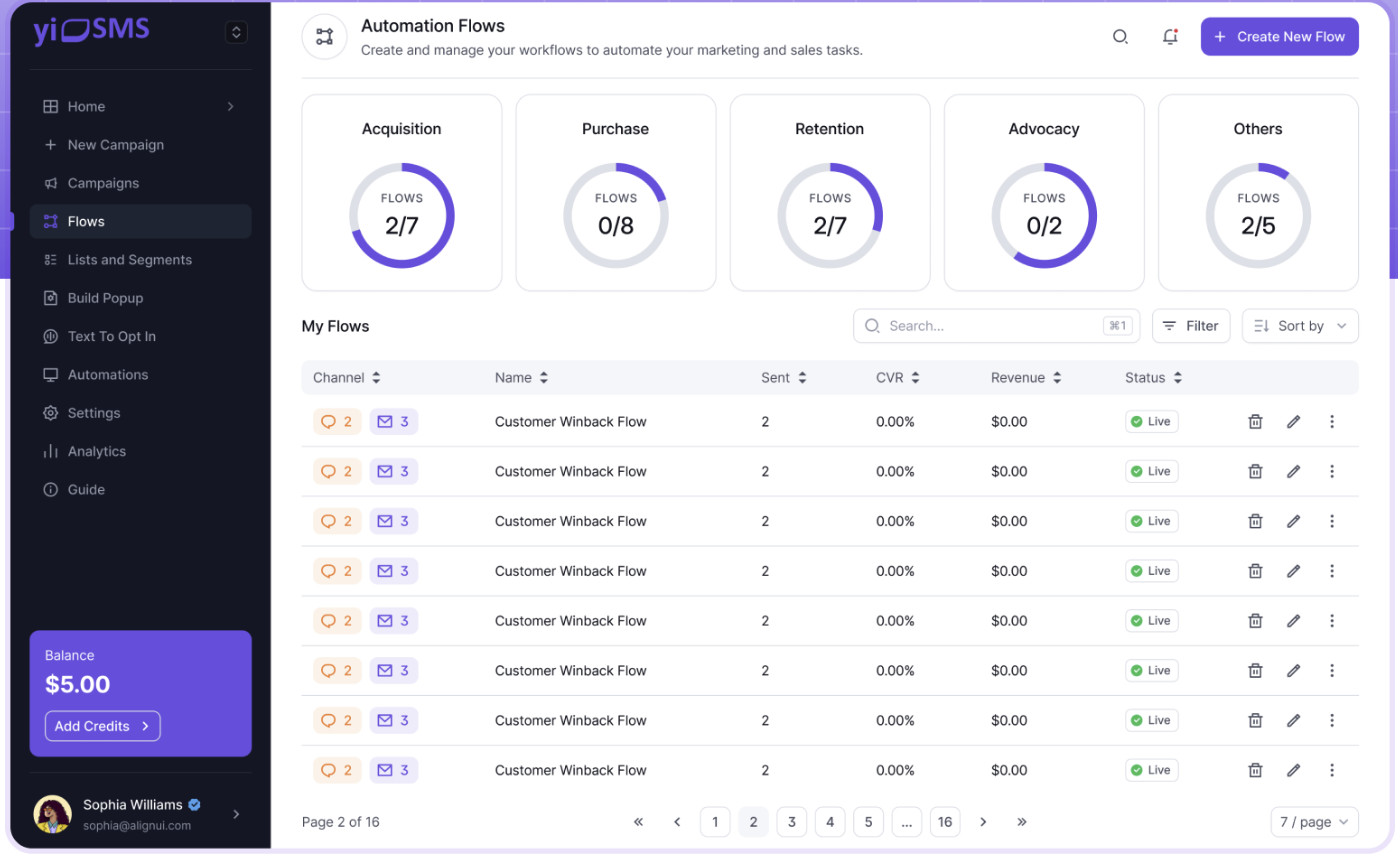 yiSMS
Home
New Campaign
Campaigns
Flows
Lists and Segments
Build Popup
Text To Opt In
Automations
Settings
Analytics
Guide
Balance
$5.00
Add Credits
Sophia Williams
sophia@alignui.com
Automation Flows
Create and manage your workflows to automate your marketing and sales tasks.
Create New Flow
Acquisition
FLOWS
2/7
Purchase
FLOWS
0/8
Retention
FLOWS
2/7
Advocacy
FLOWS
0/2
Others
FLOWS
2/5
My Flows
Search...
⌘1
Filter
Sort by
Channel Name Sent CVR Revenue Status
2 3 Customer Winback Flow 2 0.00% $0.00 Live
2 3 Customer Winback Flow 2 0.00% $0.00 Live
2 3 Customer Winback Flow 2 0.00% $0.00 Live
2 3 Customer Winback Flow 2 0.00% $0.00 Live
2 3 Customer Winback Flow 2 0.00% $0.00 Live
2 3 Customer Winback Flow 2 0.00% $0.00 Live
2 3 Customer Winback Flow 2 0.00% $0.00 Live
2 3 Customer Winback Flow 2 0.00% $0.00 Live
Page 2 of 16
« ‹ 1 2 3 4 5 ... 16 › »
7 / page